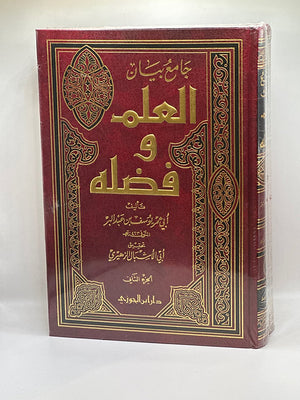 جامع بيان
العلم
و
فضله
تأليف
أبي عمر يوسف بن عبد البر
تحقيق
أبي الأشبال الزهيري
الجزء الثاني
دار ابن الجوزي